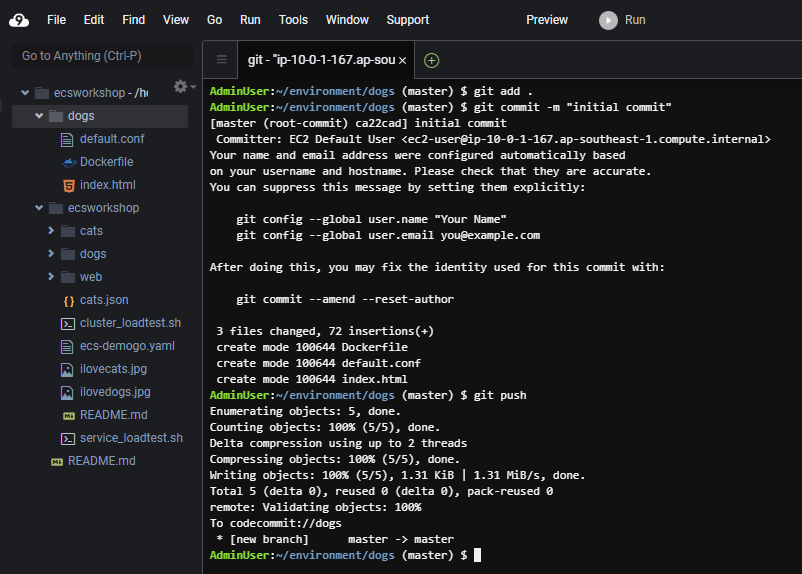 9 File Edit Find View Go Run Tools Window Support Preview Run
Go to Anything (Ctrl-P)
ecsworkshop - /h
dogs
default.conf
Dockerfile
index.html
ecsworkshop
cats
dogs
web
cats.json
cluster_loadtest.sh
ecs-demogo.yaml
ilovecats.jpg
ilovedogs.jpg
README.md
service_loadtest.sh
README.md
git - "ip-10-0-1-167.ap-sou
AdminUser:~/environment/dogs (master) $ git add .
AdminUser:~/environment/dogs (master) $ git commit -m "initial commit"
[master (root-commit) ca22cad] initial commit
Committer: EC2 Default User <ec2-user@ip-10-0-1-167.ap-southeast-1.compute.internal>
Your name and email address were configured automatically based
on your username and hostname. Please check that they are accurate.
You can suppress this message by setting them explicitly:
git config --global user.name "Your Name"
git config --global user.email you@example.com
After doing this, you may fix the identity used for this commit with:
git commit --amend --reset-author
3 files changed, 72 insertions(+)
create mode 100644 Dockerfile
create mode 100644 default.conf
create mode 100644 index.html
AdminUser:~/environment/dogs (master) $ git push
Enumerating objects: 5, done.
Counting objects: 100% (5/5), done.
Delta compression using up to 2 threads
Compressing objects: 100% (5/5), done.
Writing objects: 100% (5/5), 1.31 KiB | 1.31 MiB/s, done.
Total 5 (delta 0), reused 0 (delta 0), pack-reused 0
remote: Validating objects: 100%
To codecommit://dogs
* [new branch] master -> master
AdminUser:~/environment/dogs (master) $